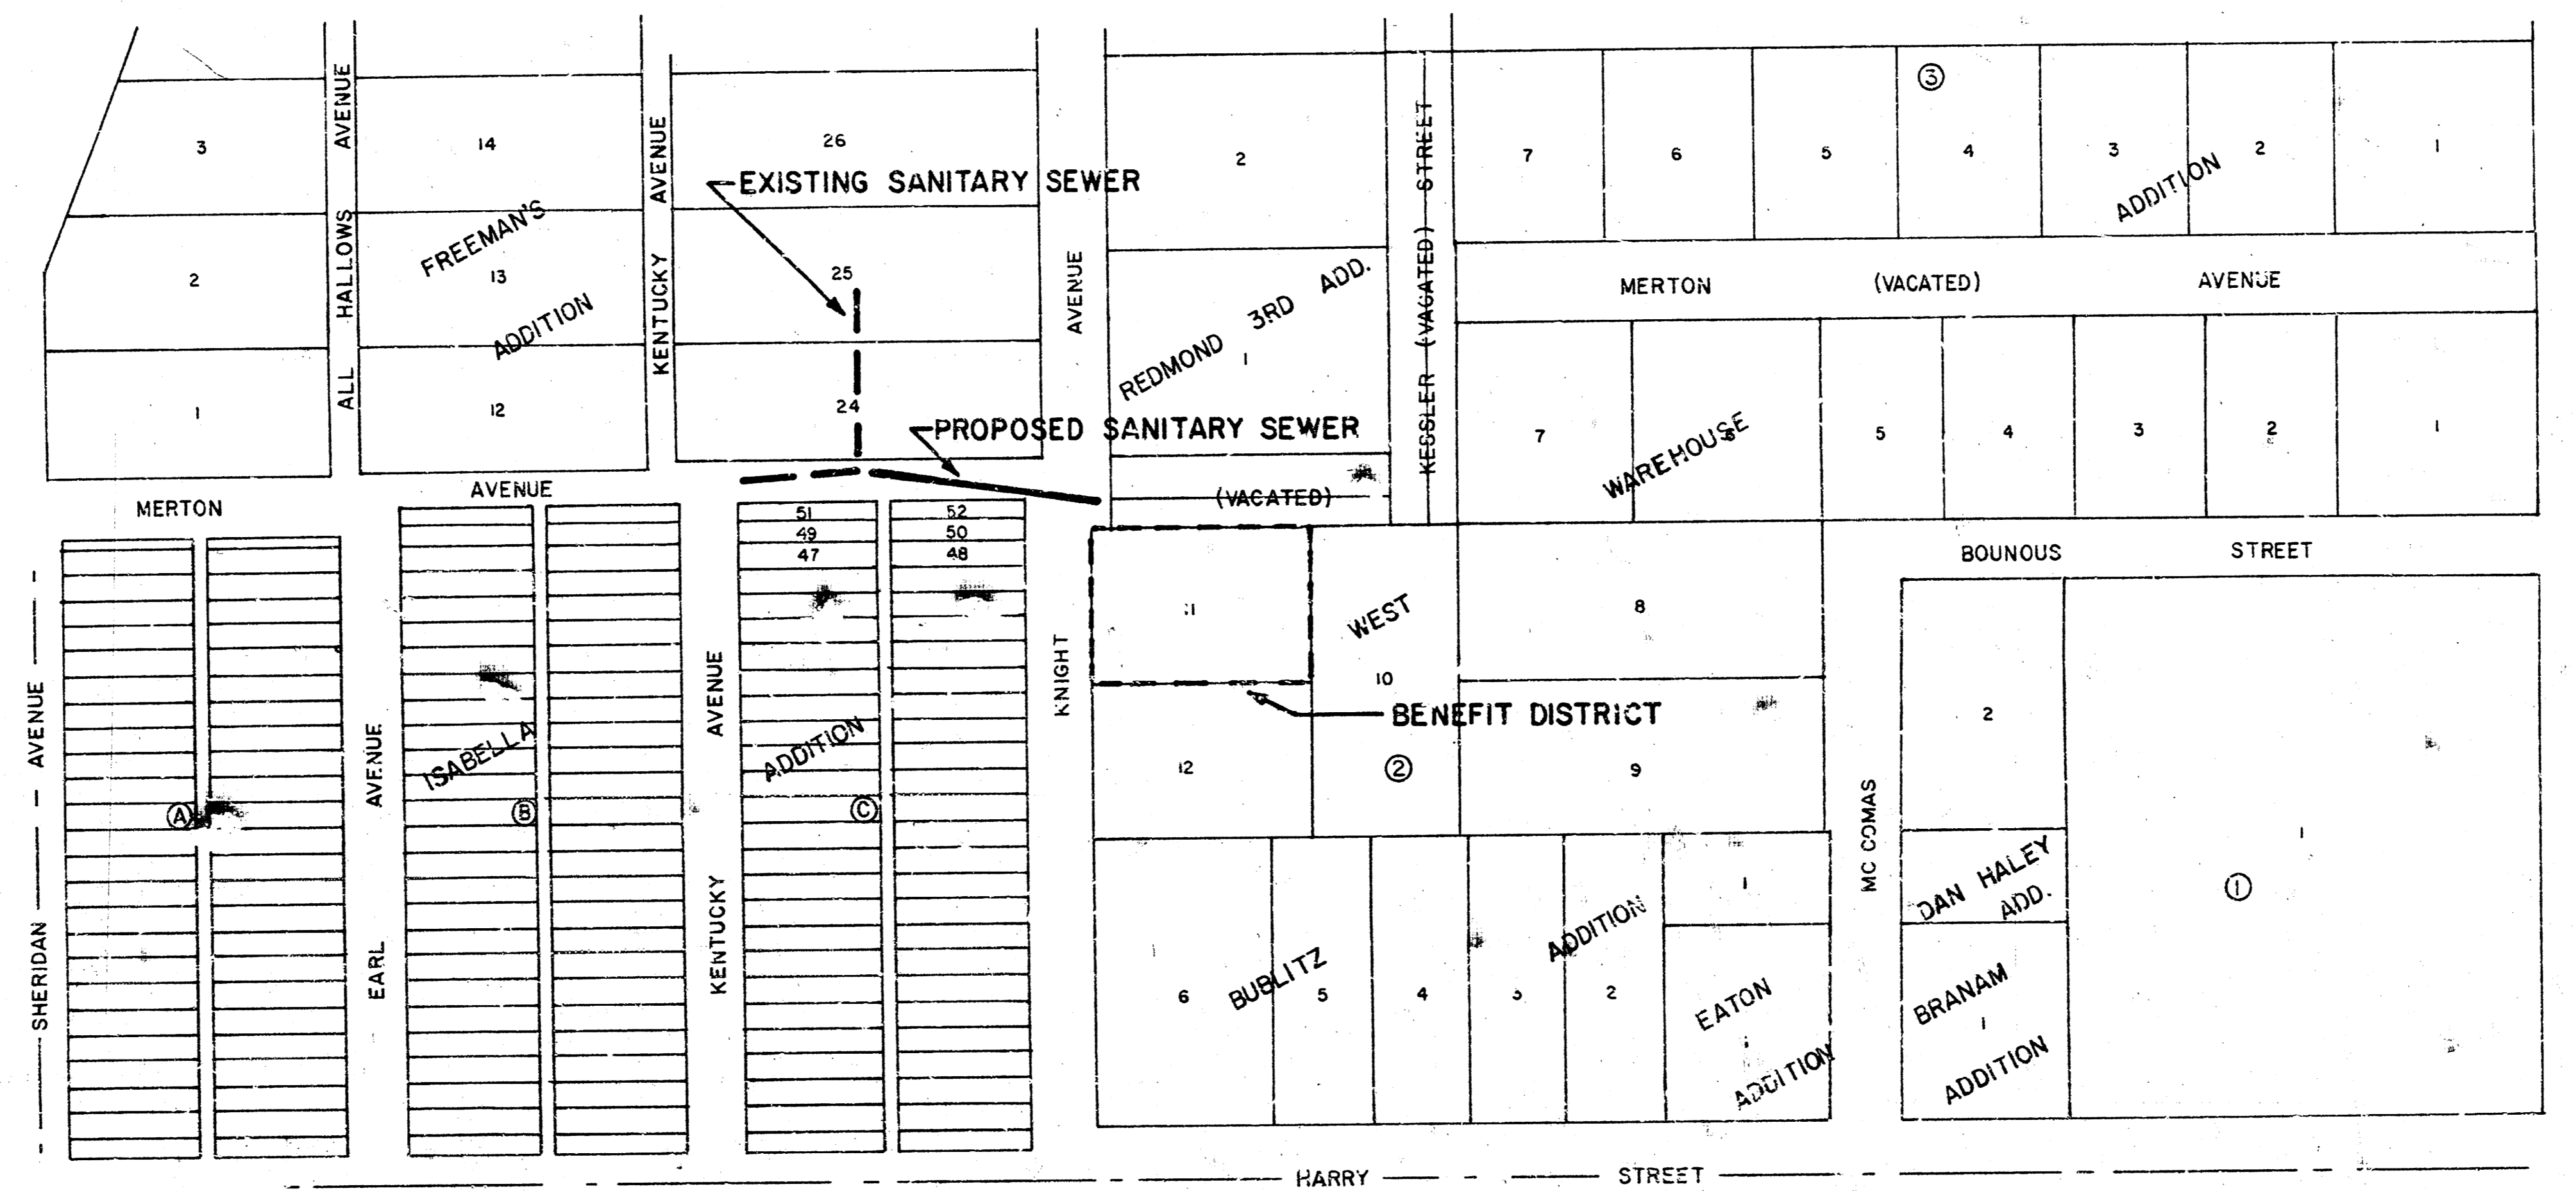 3
14
26
2
7
6
5
4
3
2
1
③
ADDITION
EXISTING SANITARY SEWER
ALL HALLOWS AVENUE
KENTUCKY AVENUE
AVENUE
KESSLER (VACATED) STREET
2
FREEMAN'S
13
ADDITION
25
REDMOND 3RD ADD.
1
MERTON (VACATED) AVENUE
1
12
24
PROPOSED SANITARY SEWER
7
6
WAREHOUSE
5
4
3
2
1
(VACATED)
MERTON AVENUE
51
52
49
50
47
48
BOUNOUS STREET
11
WEST
8
10
BENEFIT DISTRICT
2
SHERIDAN AVENUE
EARL AVENUE
KENTUCKY AVENUE
KNIGHT
MC COMAS
ISABELLA
ADDITION
Ⓐ
Ⓑ
Ⓒ
12
②
9
1
DAN HALEY
ADD.
1
①
6
BUBLITZ
5
4
3
ADDITION
2
EATON
ADDITION
BRANAM
1
ADDITION
HARRY STREET